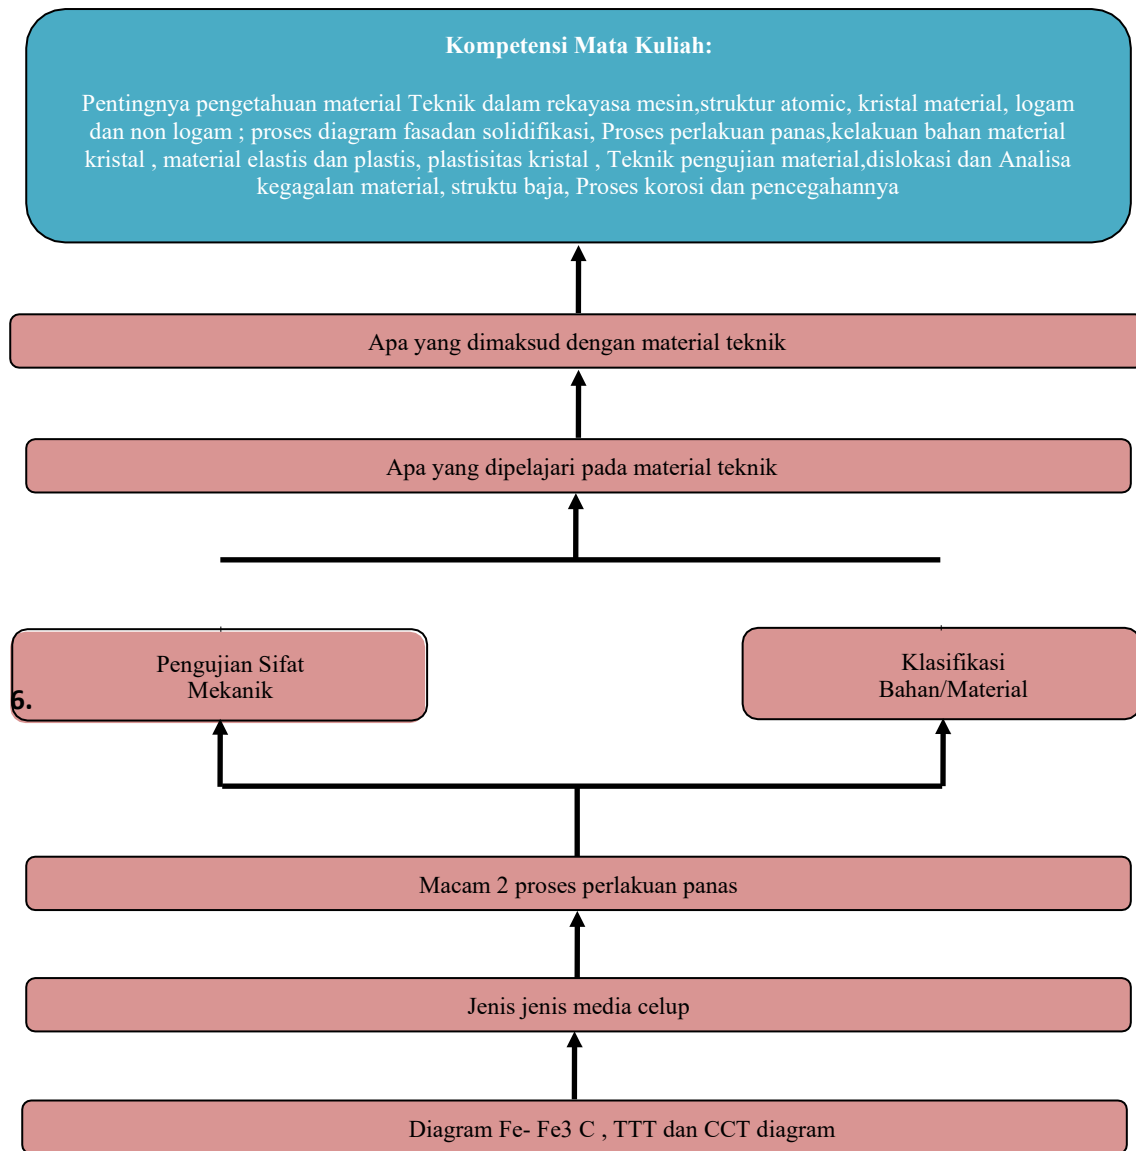 Kompetensi Mata Kuliah:
Pentingnya pengetahuan material Teknik dalam rekayasa mesin,struktur atomic, kristal material, logam
dan non logam ; proses diagram fasadan solidifikasi, Proses perlakuan panas,kelakuan bahan material
kristal , material elastis dan plastis, plastisitas kristal , Teknik pengujian material,dislokasi dan Analisa
kegagalan material, struktu baja, Proses korosi dan pencegahannya
Apa yang dimaksud dengan material teknik
Apa yang dipelajari pada material teknik
Pengujian Sifat
Mekanik
6.
Klasifikasi
Bahan/Material
Macam 2 proses perlakuan panas
Jenis jenis media celup
Diagram Fe- Fe3 C , TTT dan CCT diagram